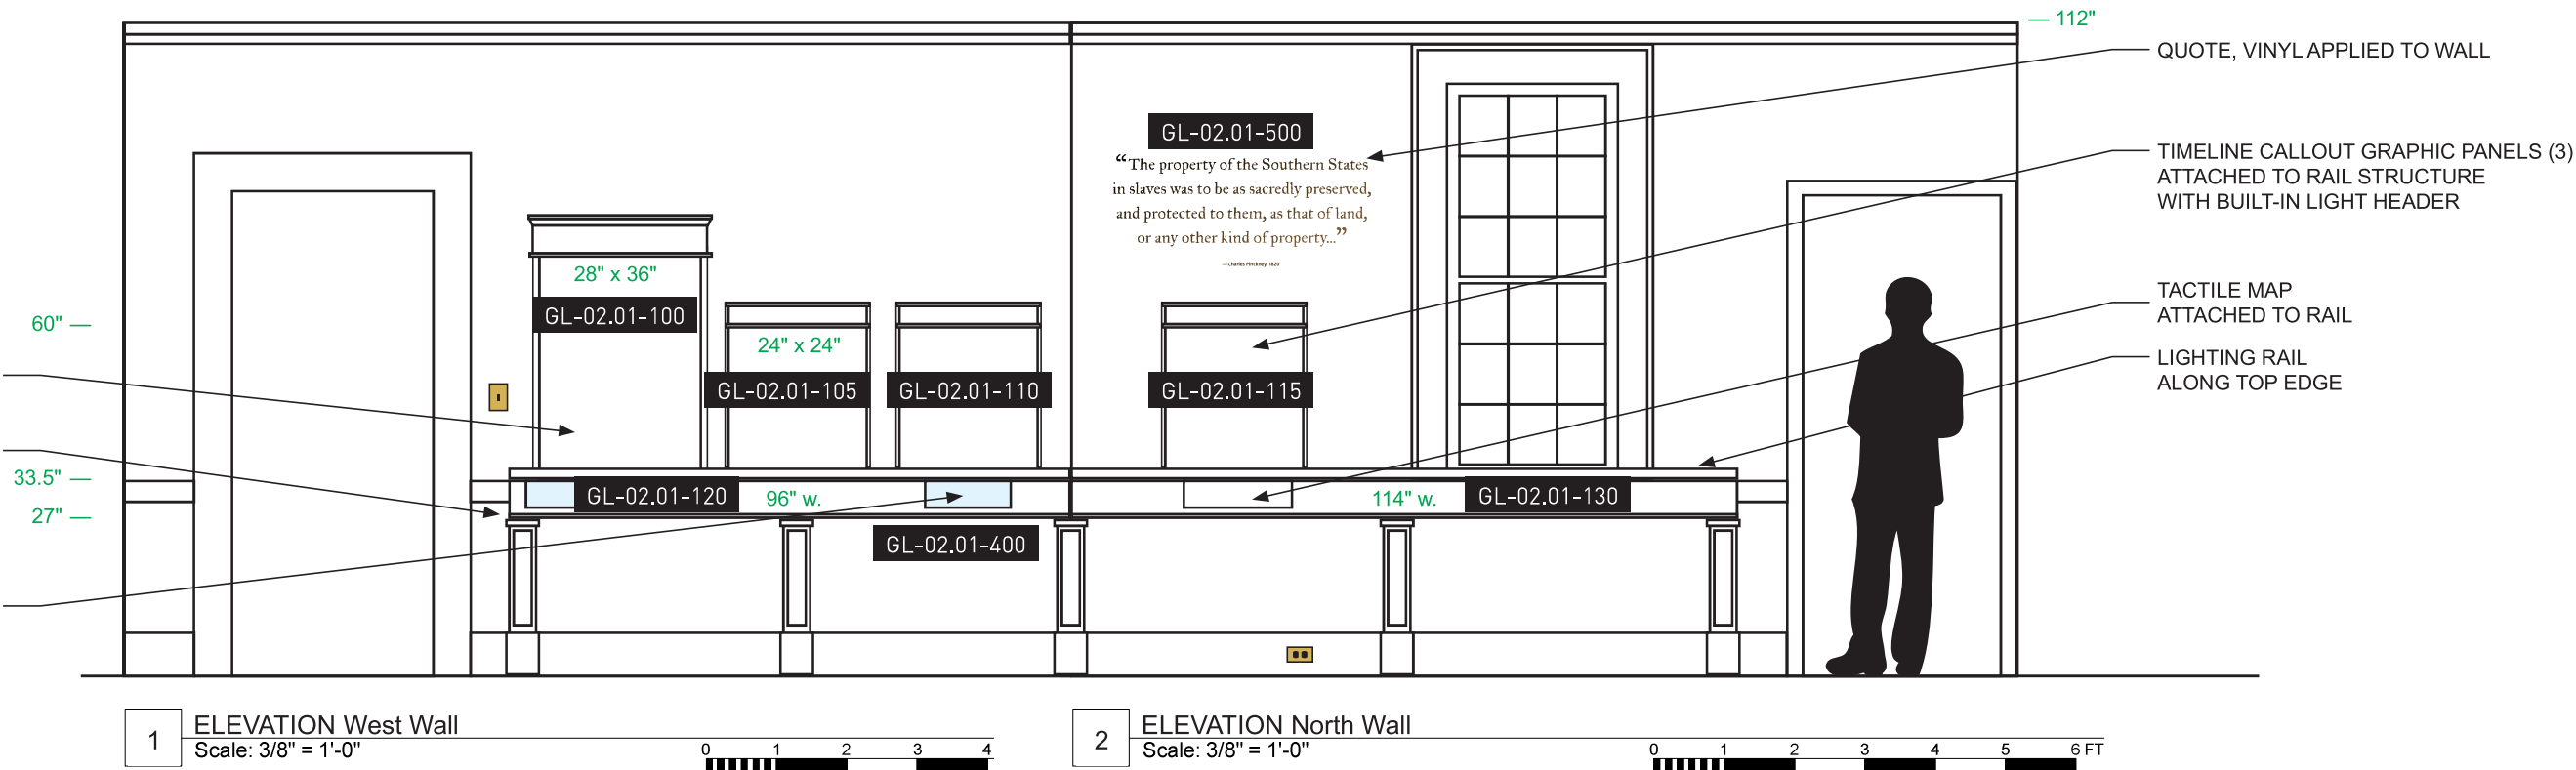 112"
QUOTE, VINYL APPLIED TO WALL
GL-02.01-500
“The property of the Southern States
in slaves was to be as sacredly preserved,
and protected to them, as that of land,
or any other kind of property...”
—Charles Pinckney, 1820
TIMELINE CALLOUT GRAPHIC PANELS (3)
ATTACHED TO RAIL STRUCTURE
WITH BUILT-IN LIGHT HEADER
28" x 36"
GL-02.01-100
TACTILE MAP
ATTACHED TO RAIL
60"
24" x 24"
LIGHTING RAIL
ALONG TOP EDGE
GL-02.01-105
GL-02.01-110
GL-02.01-115
33.5"
GL-02.01-120
96" w.
114" w.
GL-02.01-130
27"
GL-02.01-400
1
ELEVATION West Wall
Scale: 3/8" = 1'-0"
0 1 2 3 4
2
ELEVATION North Wall
Scale: 3/8" = 1'-0"
0 1 2 3 4 5 6 FT